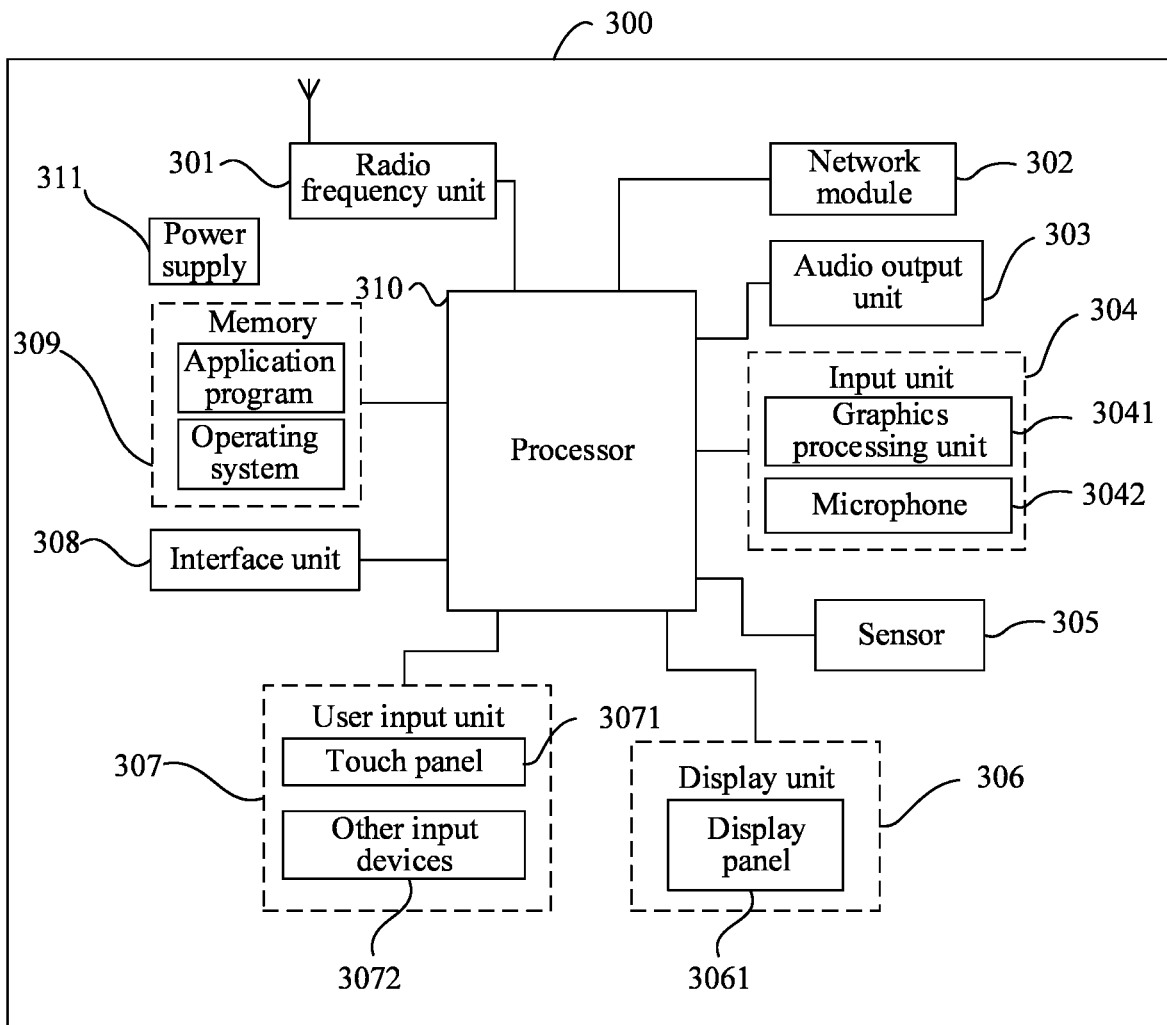 300
301
Radio
frequency unit
Network
module
302
311
Power
supply
303
Audio output
unit
310
304
Memory
309
Application
program
Operating
system
Processor
Input unit
Graphics
processing unit
3041
Microphone
3042
308
Interface unit
Sensor
305
User input unit
3071
307
Touch panel
Other input
devices
3072
Display unit
306
Display
panel
3061